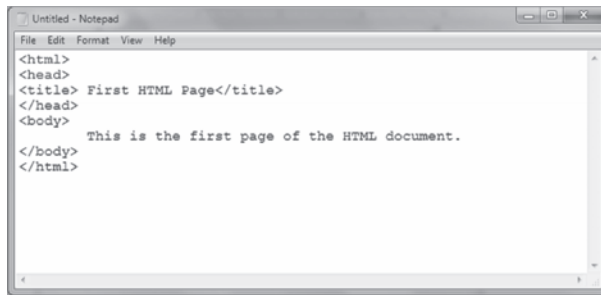 Untitled - Notepad
File Edit Format View Help
<html>
<head>
<title> First HTML Page</title>
</head>
<body>
This is the first page of the HTML document.
</body>
</html>